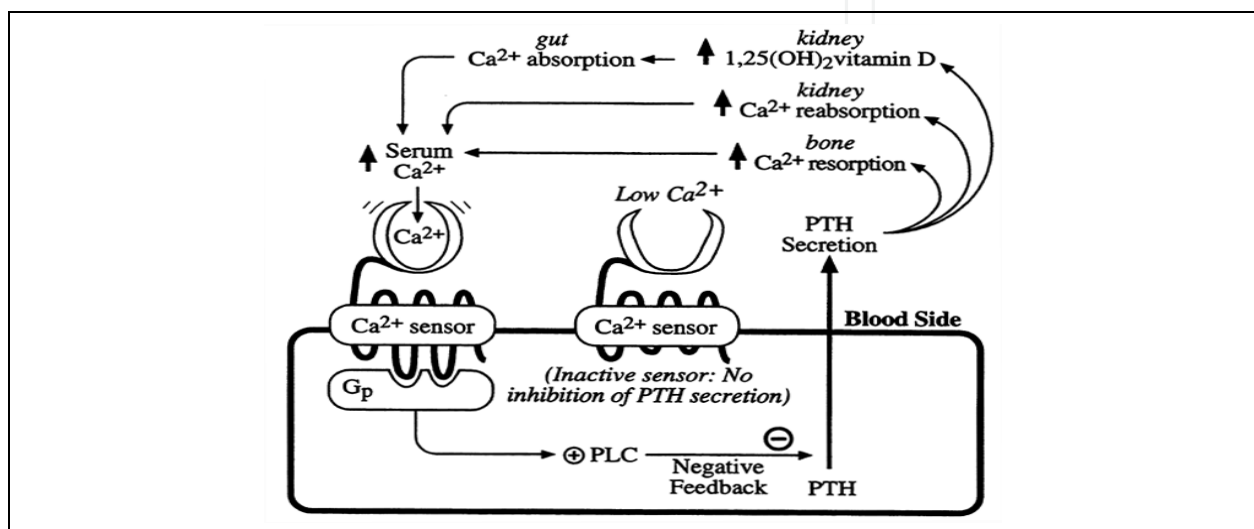 gut
Ca2+ absorption
kidney
1,25(OH)2vitamin D
kidney
Ca2+ reabsorption
bone
Ca2+ resorption
Serum
Ca2+
Low Ca2+
Ca2+
PTH
Secretion
Ca2+ sensor
Ca2+ sensor
Blood Side
(Inactive sensor: No
inhibition of PTH secretion)
Gp
⊕ PLC
⊖
Negative
Feedback
PTH